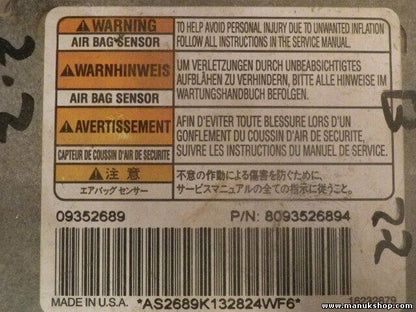 WARNING
AIR BAG SENSOR
TO HELP AVOID PERSONAL INJURY DUE TO UNWANTED INFLATION
FOLLOW ALL INSTRUCTIONS IN THE SERVICE MANUAL.
WARNHINWEIS
AIR BAG SENSOR
UM VERLETZUNGEN DURCH UNBEABSICHTIGTES
AUFBLÄHEN ZU VERHINDERN, BITTE ALLE HINWEISE IM
WARTUNGSHANDBUCH BEFOLGEN.
AVERTISSEMENT
CAPTEUR DE COUSSIN D'AIR DE SECURITE
AFIN D'EVITER TOUTE BLESSURE LORS D'UN
GONFLEMENT DU COUSSIN D'AIR DE SECURITE,
SUIVRE LES INSTRUCTIONS DU MANUEL DE SERVICE.
注意
エアバッグ センサー
不意の作動による傷害を防ぐために、
サービスマニュアルの全ての指示に従うこと。
09352689
P/N: 8093526894
MADE IN U.S.A.
*AS2689K132824WF6*
2-2
B
22
www.manukshop.com